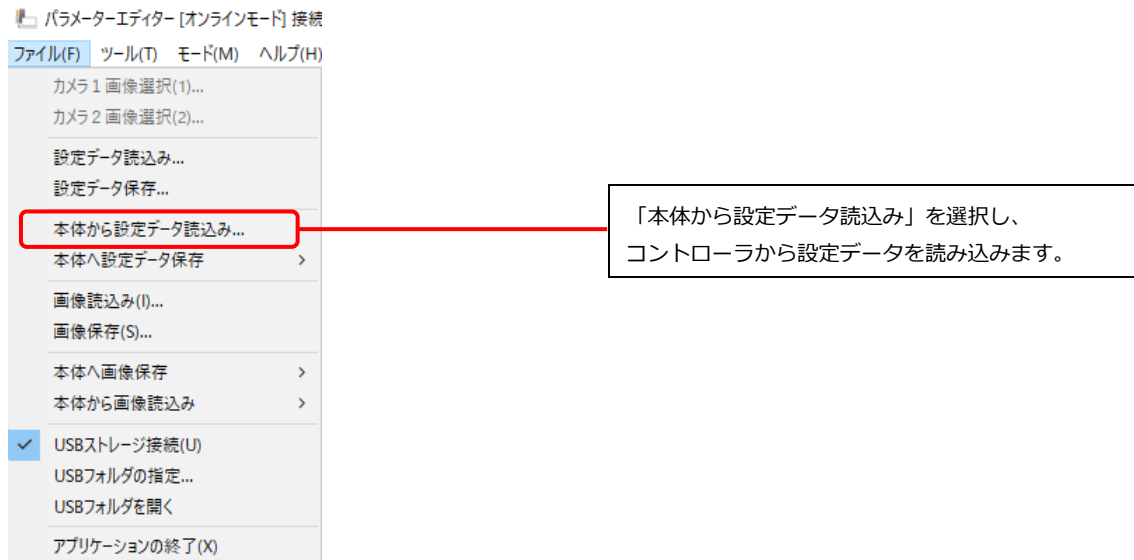 パラメーターエディター [オンラインモード] 接続
ファイル(F) ツール(T) モード(M) ヘルプ(H)
カメラ１画像選択(1)...
カメラ２画像選択(2)...
設定データ読込み...
設定データ保存...
本体から設定データ読込み...
本体へ設定データ保存 >
画像読込み(I)...
画像保存(S)...
本体へ画像保存 >
本体から画像読込み >
✓ USBストレージ接続(U)
USBフォルダの指定...
USBフォルダを開く
アプリケーションの終了(X)
「本体から設定データ読込み」を選択し、
コントローラから設定データを読み込みます。